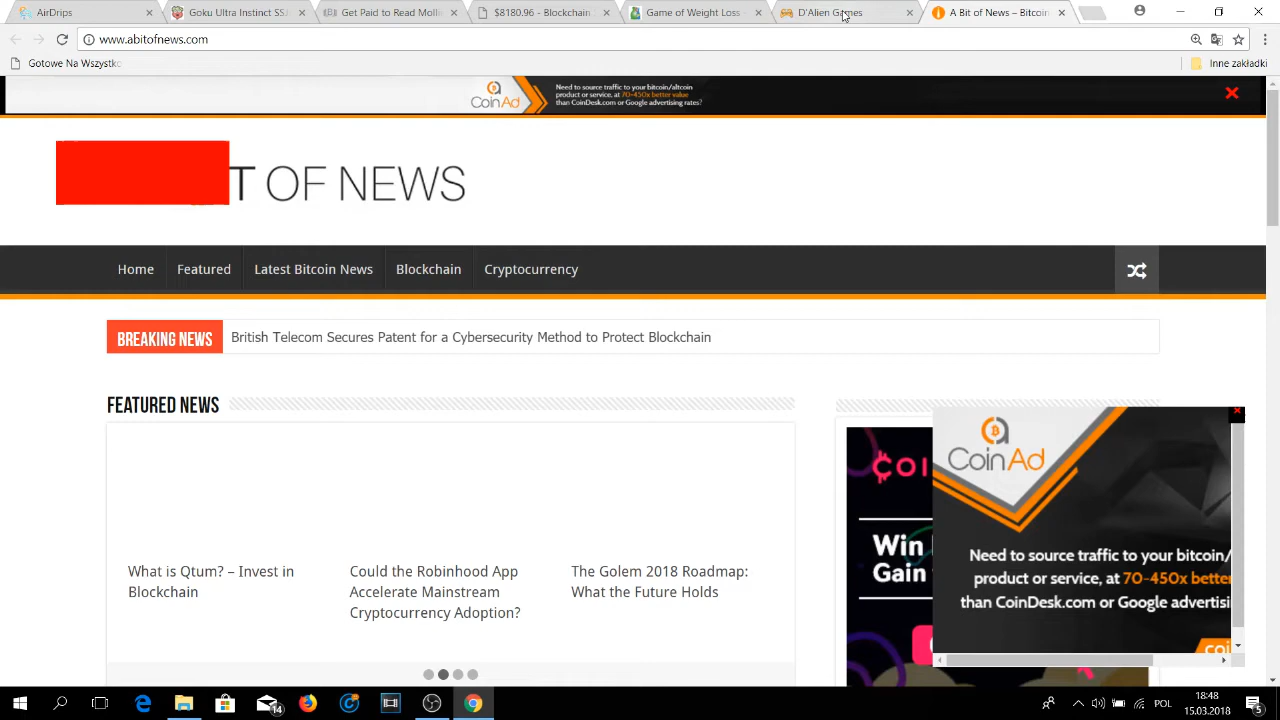 AirDrips
Goku Ultra Instinct SS
Get Paid to Read Mail
$8180.96 - Blockchain
Game of Weight Loss -
D'Alien Games
A Bit of News – Bitcoin
www.abitofnews.com
Gotowe Na Wszystko
Inne zakładki
CoinAd
Need to source traffic to your bitcoin/altcoin
product or service, at 70-450x better value
than CoinDesk.com or Google advertising rates?
T OF NEWS
Home
Featured
Latest Bitcoin News
Blockchain
Cryptocurrency
BREAKING NEWS
British Telecom Secures Patent for a Cybersecurity Method to Protect Blockchain
FEATURED NEWS
What is Qtum? – Invest in
Blockchain
Could the Robinhood App
Accelerate Mainstream
Cryptocurrency Adoption?
The Golem 2018 Roadmap:
What the Future Holds
COI
Win
Gain
CoinAd
Need to source traffic to your bitcoin/
product or service, at 70-450x better
than CoinDesk.com or Google advertisi
coi
POL
18:48
15.03.2018